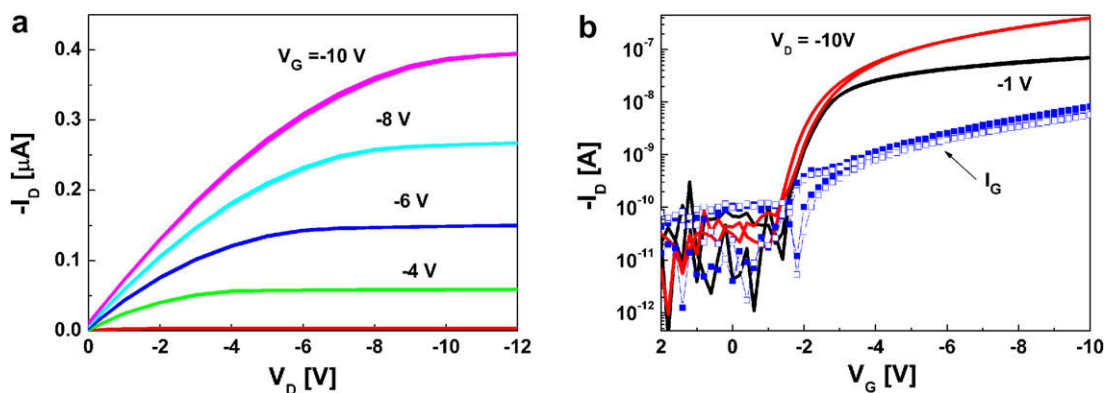 a
0.4
0.3
0.2
0.1
0.0
-I_D [μA]
V_G =-10 V
-8 V
-6 V
-4 V
0
-2
-4
-6
-8
-10
-12
V_D [V]
b
10^-7
10^-8
10^-9
10^-10
10^-11
10^-12
-I_D [A]
V_D = -10V
-1 V
I_G
2
0
-2
-4
-6
-8
-10
V_G [V]